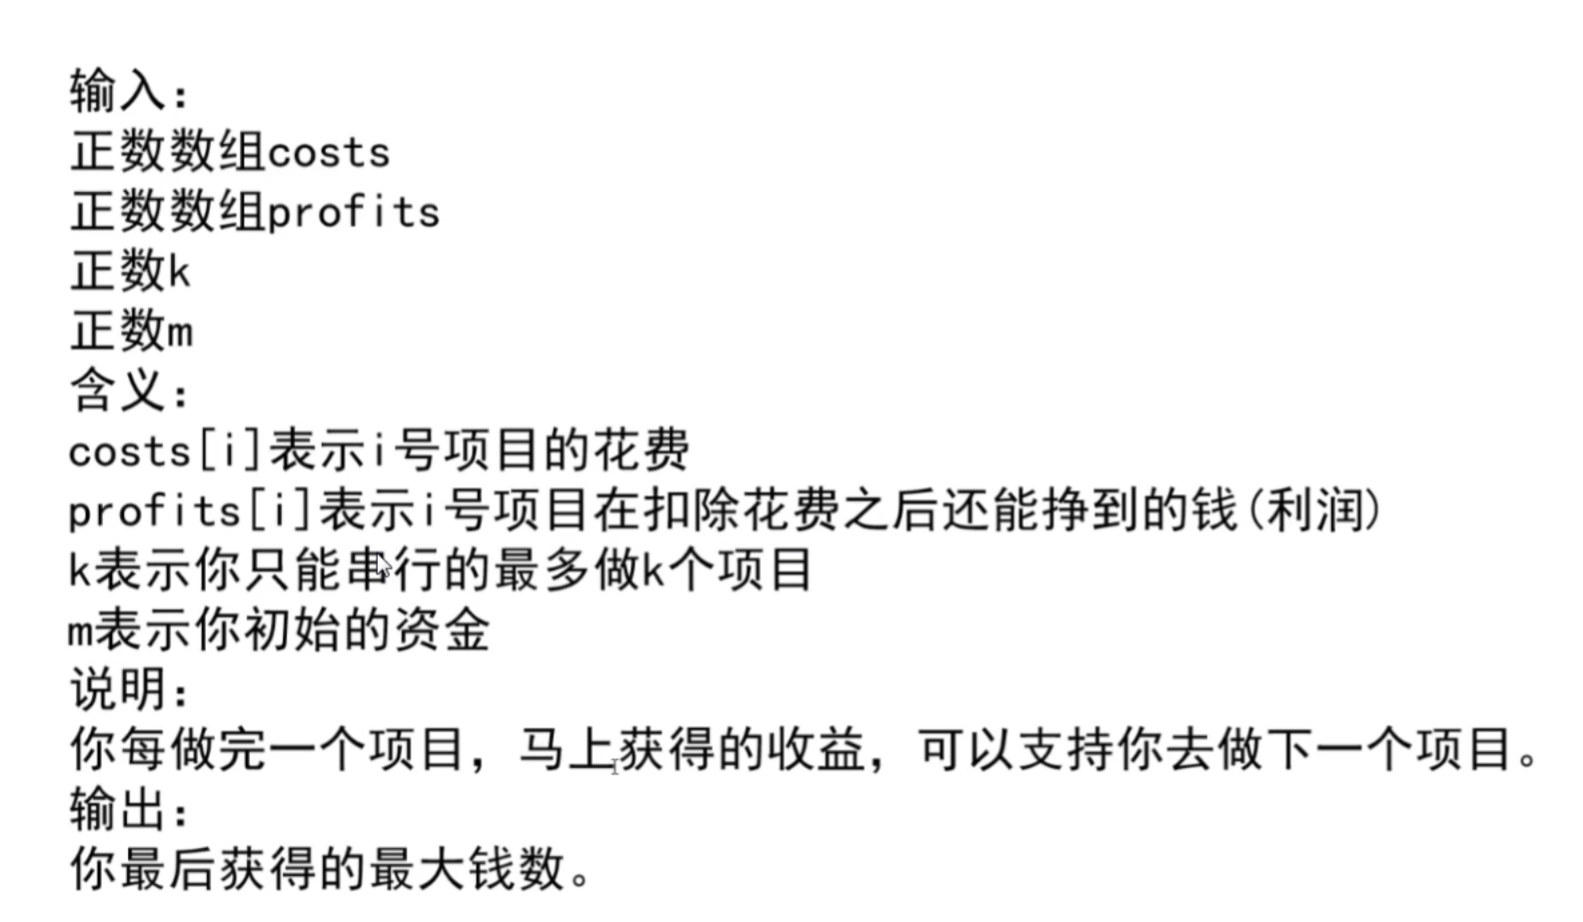 输入：
正数数组costs
正数数组profits
正数k
正数m
含义：
costs[i]表示i号项目的花费
profits[i]表示i号项目在扣除花费之后还能挣到的钱(利润)
k表示你只能串行的最多做k个项目
m表示你初始的资金
说明：
你每做完一个项目，马上获得的收益，可以支持你去做下一个项目。
输出：
你最后获得的最大钱数。